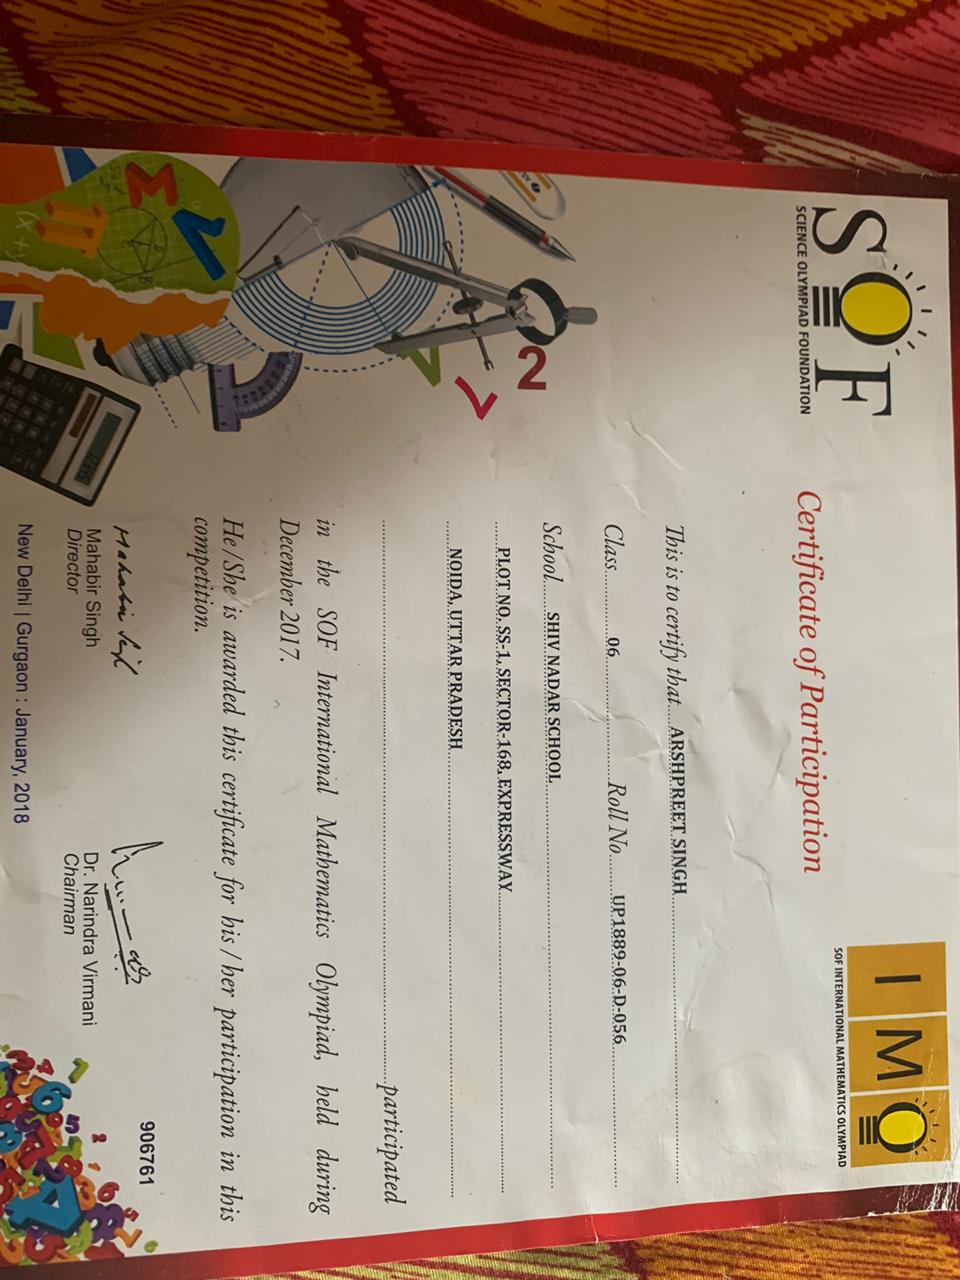 SOF
SCIENCE OLYMPIAD FOUNDATION
IMO
SOF INTERNATIONAL MATHEMATICS OLYMPIAD
Certificate of Participation
This is to certify that ARSHPREET SINGH
Class 06 Roll No UP1889-06-D-056
School SHIV NADAR SCHOOL
PLOT NO, SS-1, SECTOR-168, EXPRESSWAY
NOIDA, UTTAR PRADESH
participated
in the SOF International Mathematics Olympiad, held during
December 2017.
He / She is awarded this certificate for his / her participation in this
competition.
Mahabir Singh
Mahabir Singh
Director
Dr. Narindra Virmani
Chairman
906761
New Delhi | Gurgaon : January, 2018
2